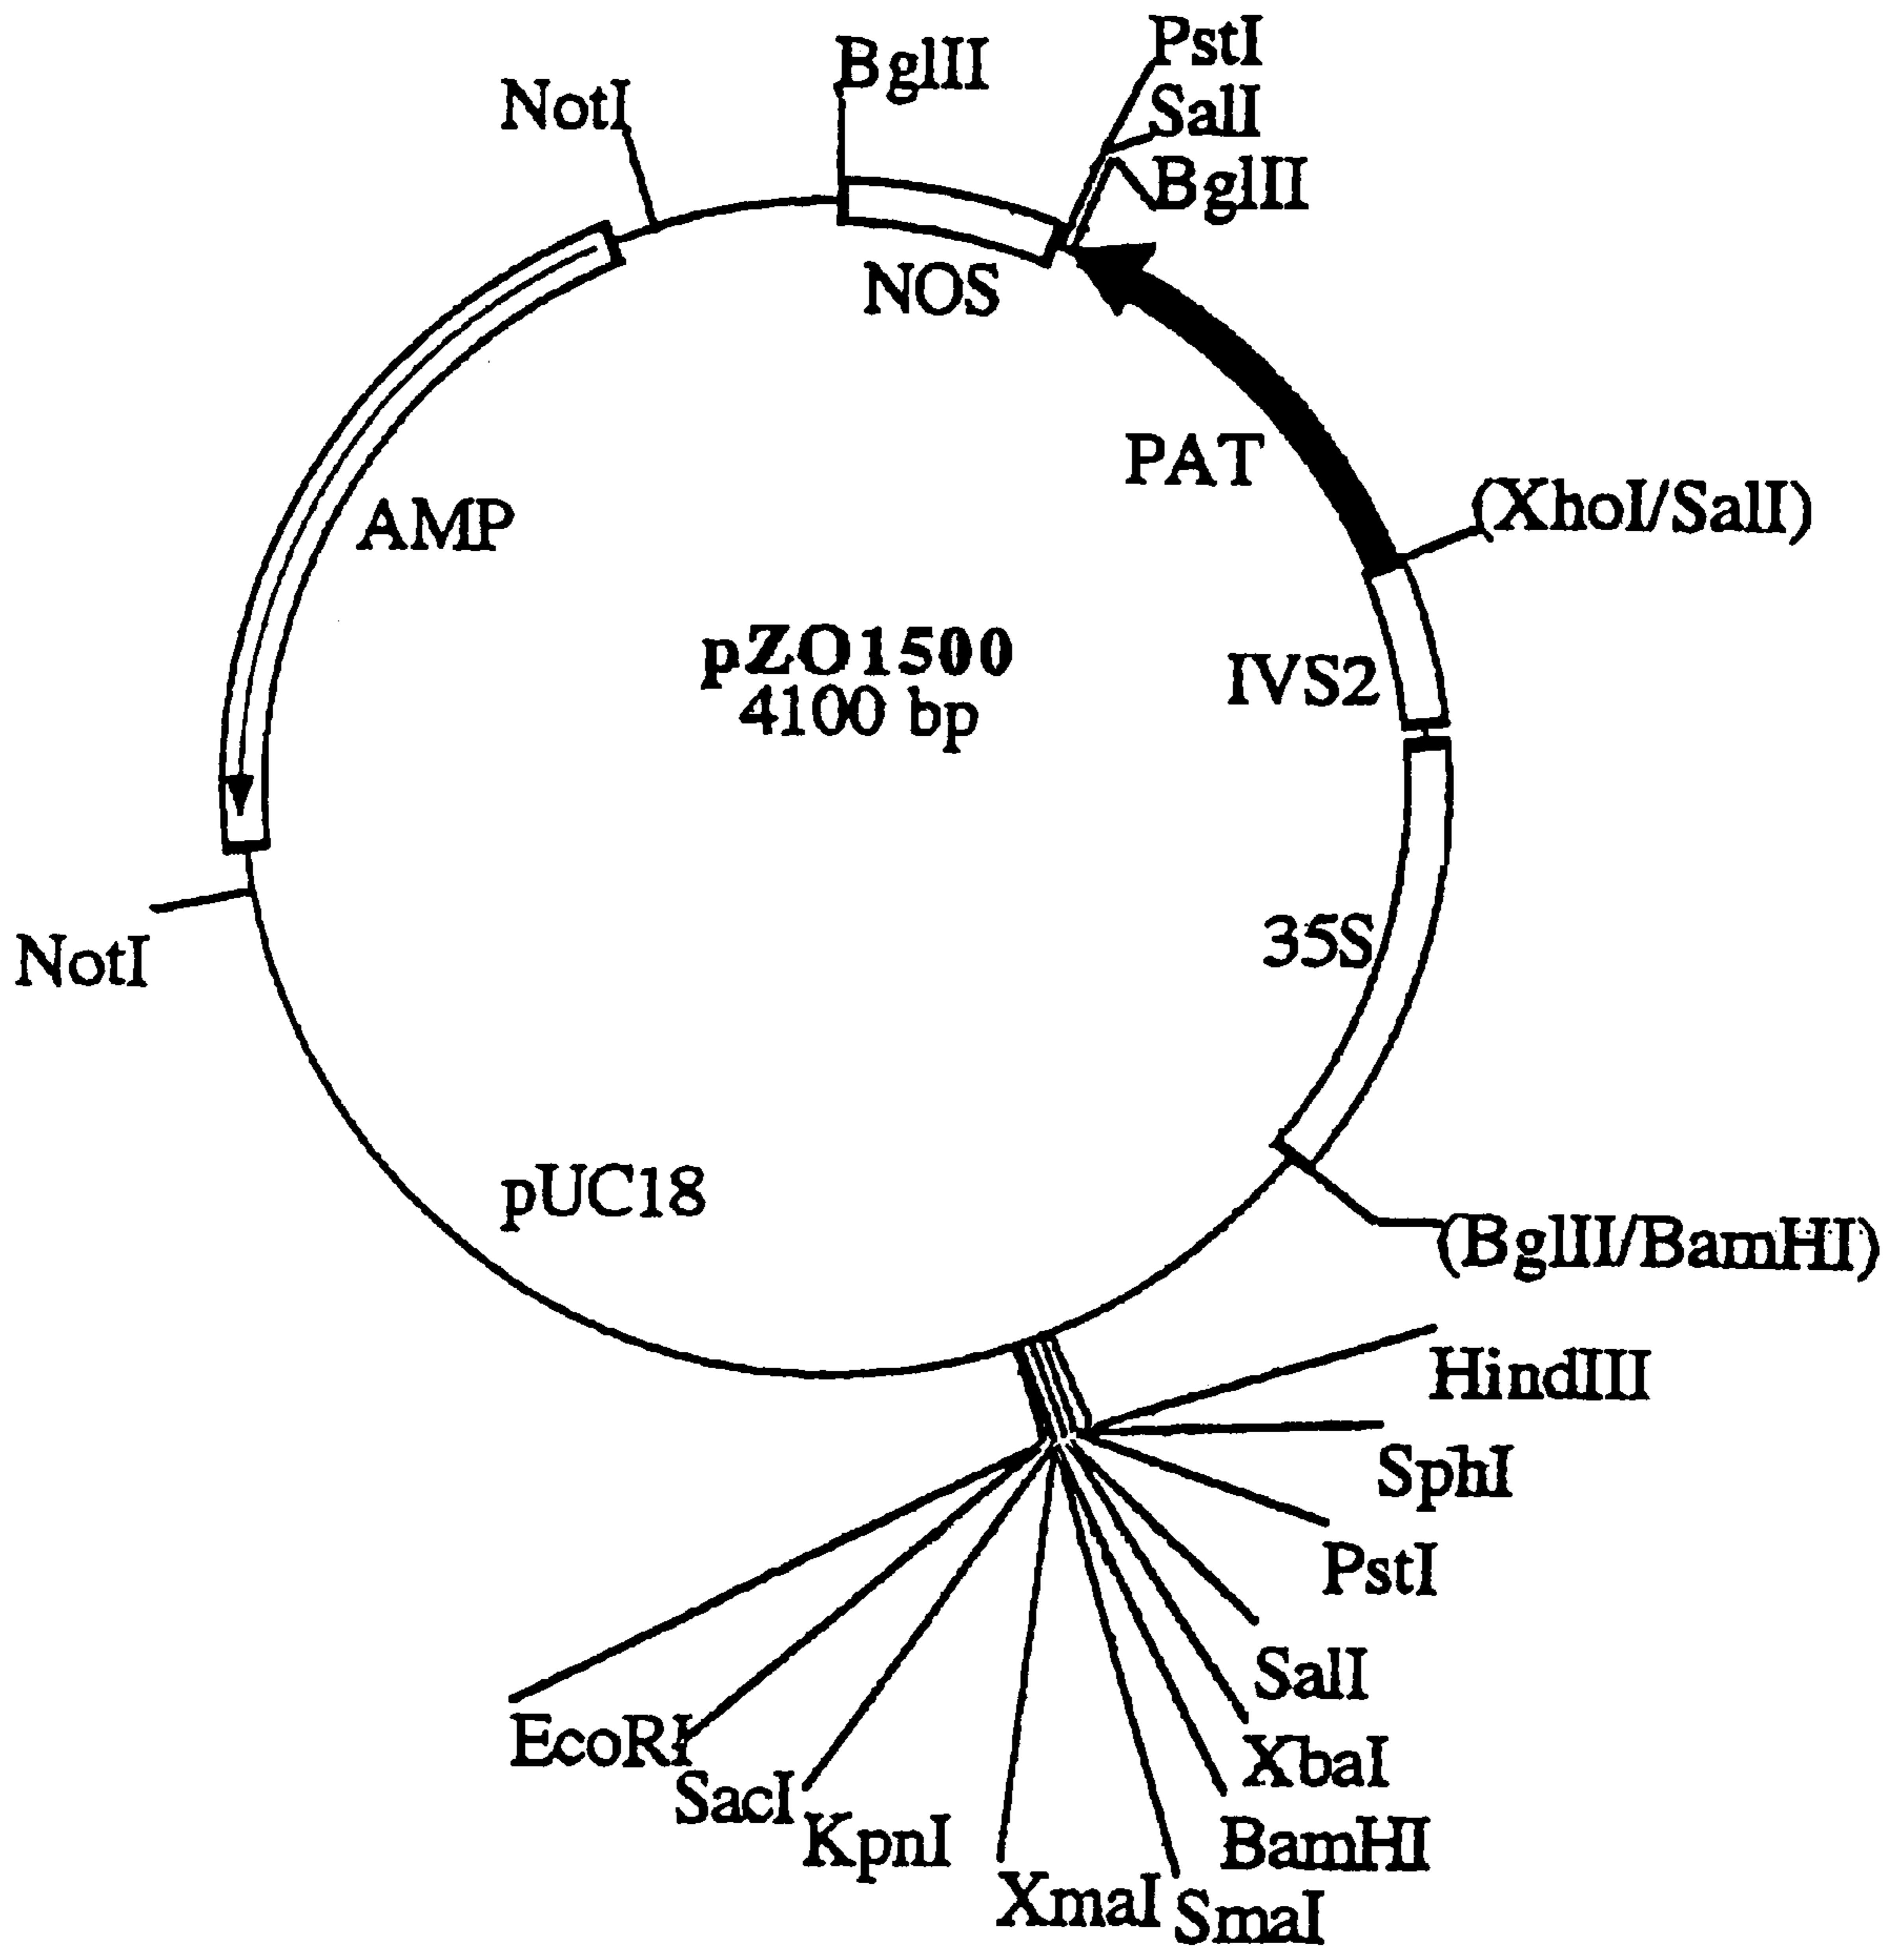 PstI
BglII
SalI
NotI
BglII
NOS
PAT
(XhoI/SalI)
AMP
pZO1500
4100 bp
IVS2
35S
NotI
pUC18
(BglII/BamHI)
HindIII
SphI
PstI
SalI
EcoRI
XbaI
SacI
KpnI
BamHI
XmaI
SmaI